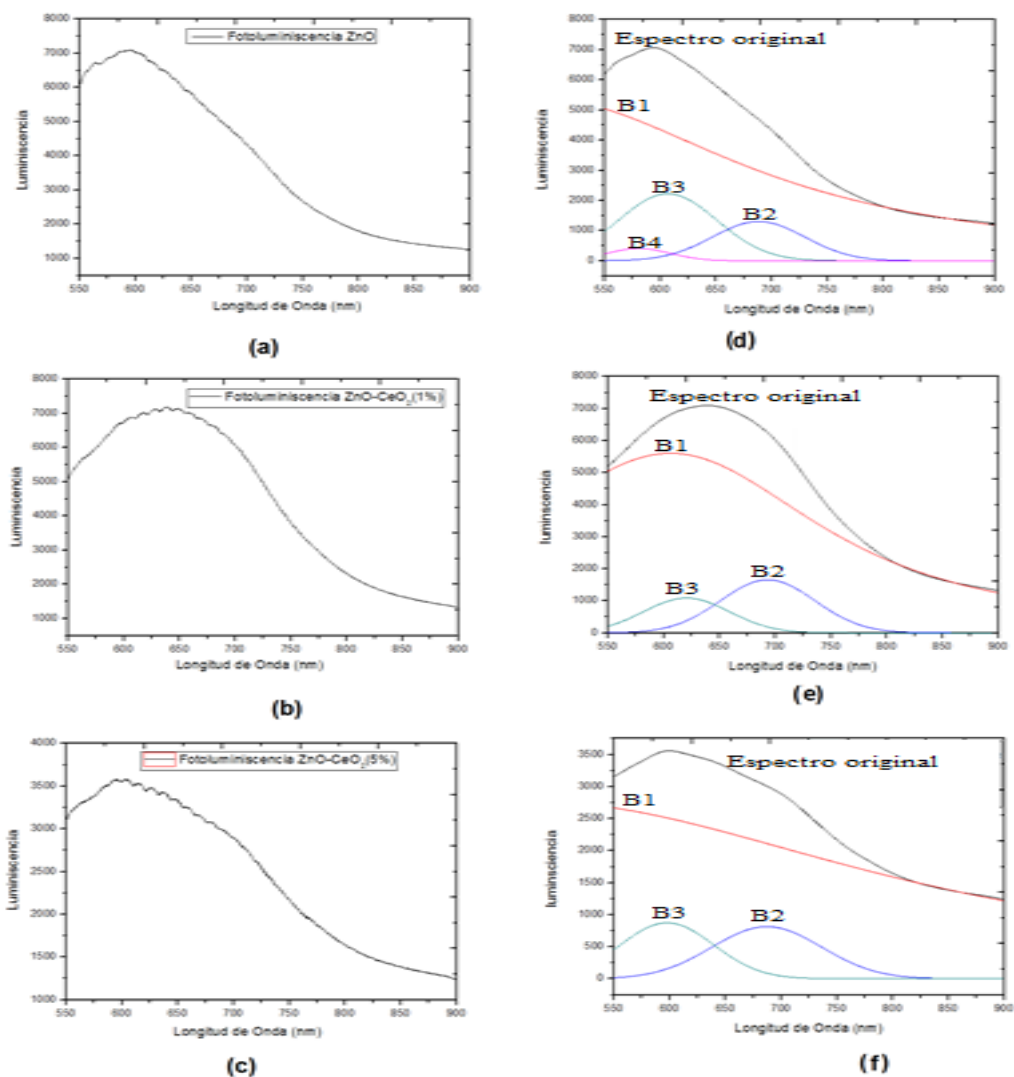 Fotoluminiscencia ZnO
8000
7000
6000
5000
4000
3000
2000
1000
Luminiscencia
550 600 650 700 750 800 850 900
Longitud de Onda (nm)
(a)
Espectro original
B1
B3
B2
B4
8000
7000
6000
5000
4000
3000
2000
1000
0
Luminiscencia
550 600 650 700 750 800 850 900
Longitud de Onda (nm)
(d)
Fotoluminiscencia ZnO-CeO2(1%)
8000
7000
6000
5000
4000
3000
2000
1000
Luminiscencia
550 600 650 700 750 800 850 900
Longitud de Onda (nm)
(b)
Espectro original
B1
B2
B3
8000
7000
6000
5000
4000
3000
2000
1000
0
luminscencia
550 600 650 700 750 800 850 900
Longitud de Onda (nm)
(e)
Fotoluminiscencia ZnO-CeO2(5%)
4000
3500
3000
2500
2000
1500
1000
Luminiscencia
550 600 650 700 750 800 850 900
Longitud de Onda (nm)
(c)
Espectro original
B1
B3
B2
3500
3000
2500
2000
1500
1000
500
0
550 600 650 700 750 800 850 900
Longitud de Onda (nm)
(f)